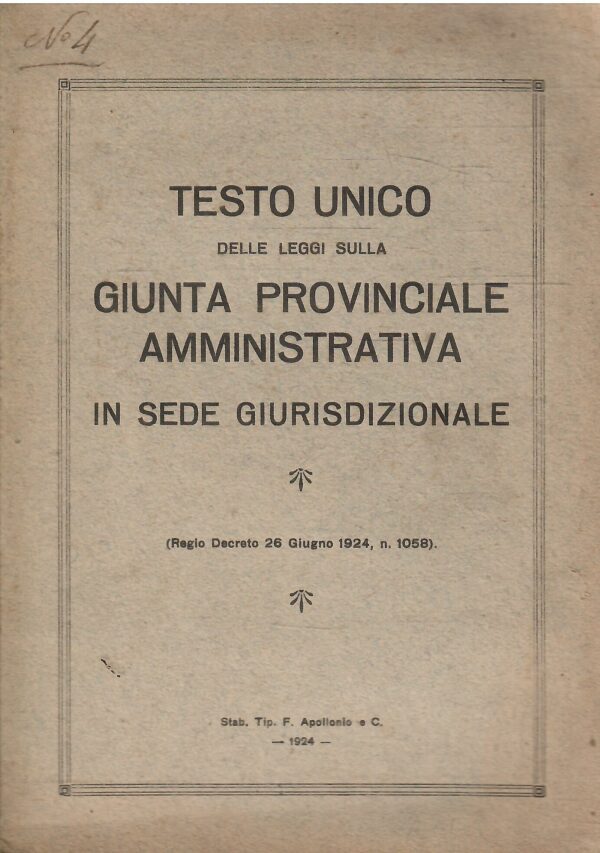 No 4
TESTO UNICO
DELLE LEGGI SULLA
GIUNTA PROVINCIALE
AMMINISTRATIVA
IN SEDE GIURISDIZIONALE
(Regio Decreto 26 Giugno 1924, n. 1058).
Stab. Tip. F. Apollonio e C.
— 1924 —